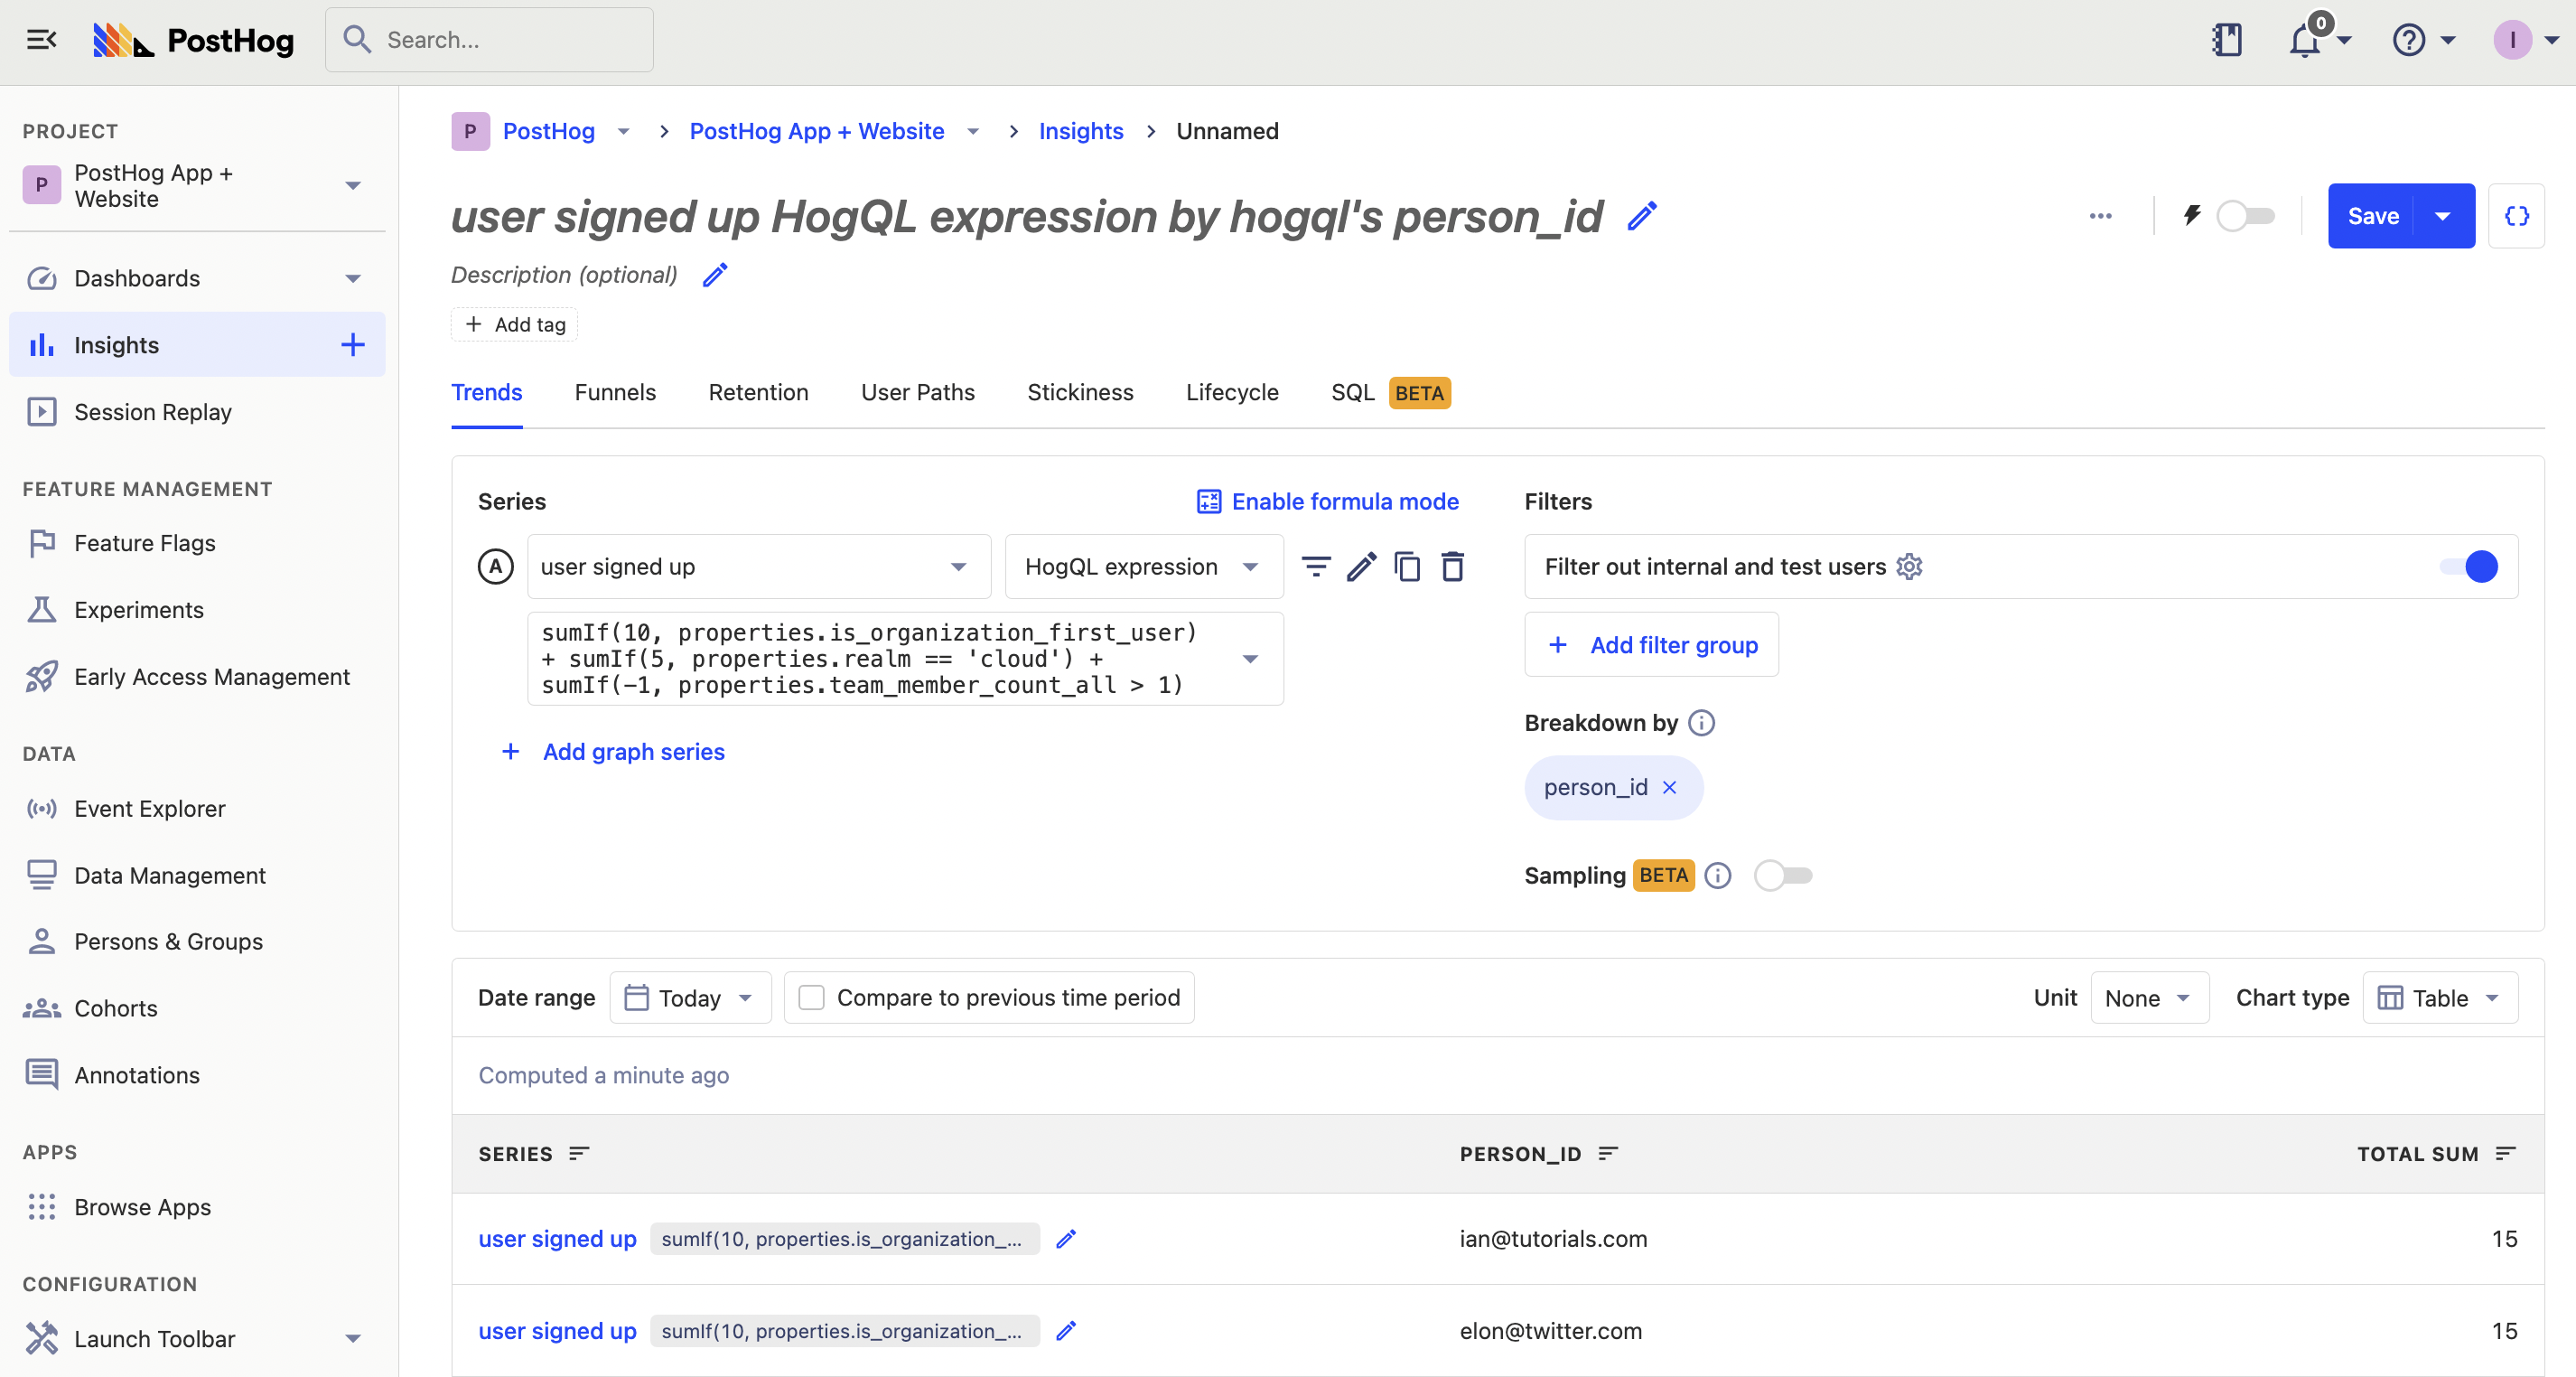 PostHog
Search...
0
I
PROJECT
P
PostHog App +
Website
Dashboards
Insights
Session Replay
FEATURE MANAGEMENT
Feature Flags
Experiments
Early Access Management
DATA
Event Explorer
Data Management
Persons & Groups
Cohorts
Annotations
APPS
Browse Apps
CONFIGURATION
Launch Toolbar
P PostHog > PostHog App + Website > Insights > Unnamed
user signed up HogQL expression by hogql's person_id
Save
Description (optional)
+ Add tag
Trends Funnels Retention User Paths Stickiness Lifecycle SQL BETA
Series
Enable formula mode
A user signed up HogQL expression
sumIf(10, properties.is_organization_first_user)
+ sumIf(5, properties.realm == 'cloud') +
sumIf(-1, properties.team_member_count_all > 1)
+ Add graph series
Filters
Filter out internal and test users
+ Add filter group
Breakdown by
person_id ×
Sampling BETA
Date range Today Compare to previous time period Unit None Chart type Table
Computed a minute ago
SERIES PERSON_ID TOTAL SUM
user signed up sumIf(10, properties.is_organization_... ian@tutorials.com 15
user signed up sumIf(10, properties.is_organization_... elon@twitter.com 15